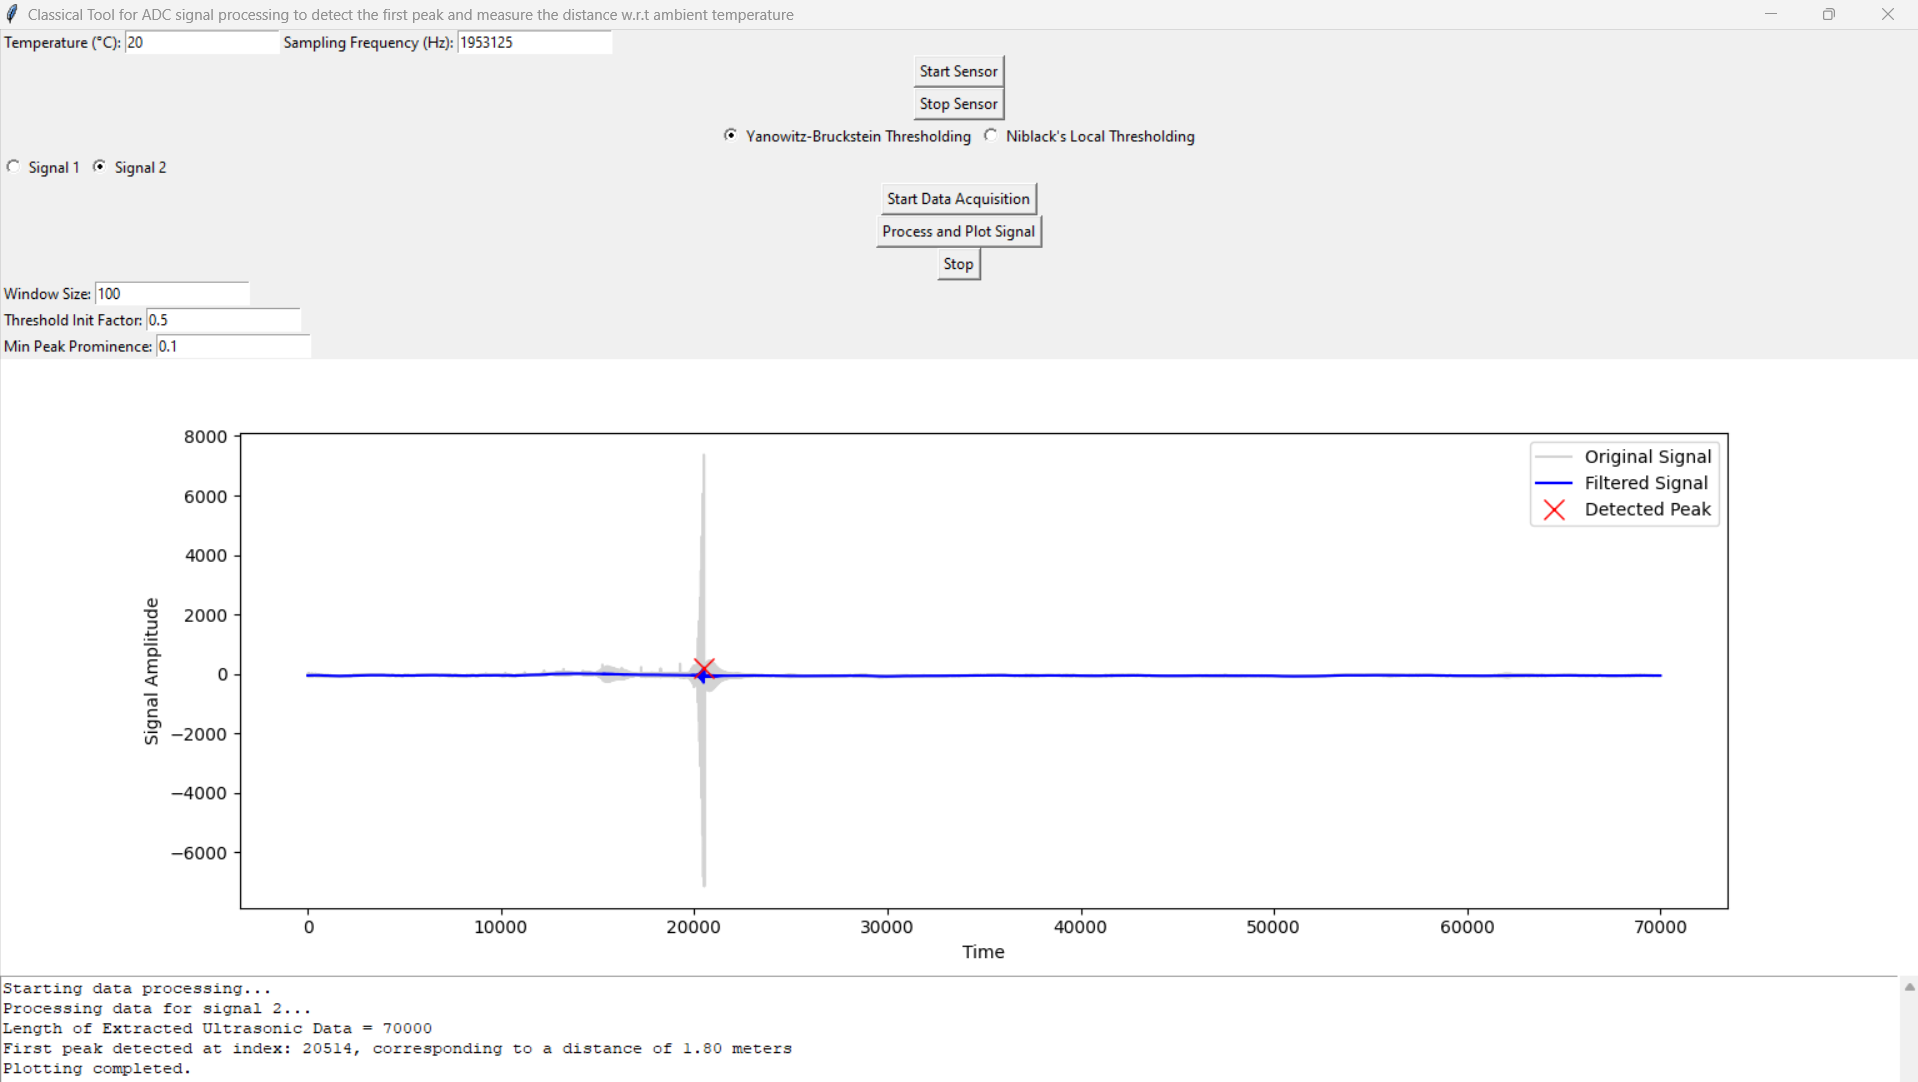 Classical Tool for ADC signal processing to detect the first peak and measure the distance w.r.t ambient temperature
Temperature (°C): 20 Sampling Frequency (Hz): 1953125
Start Sensor
Stop Sensor
Yanowitz-Bruckstein Thresholding Niblack's Local Thresholding
Signal 1 Signal 2
Start Data Acquisition
Process and Plot Signal
Stop
Window Size: 100
Threshold Init Factor: 0.5
Min Peak Prominence: 0.1
8000
6000
4000
2000
0
−2000
−4000
−6000
Signal Amplitude
Original Signal
Filtered Signal
Detected Peak
0 10000 20000 30000 40000 50000 60000 70000
Time
Starting data processing...
Processing data for signal 2...
Length of Extracted Ultrasonic Data = 70000
First peak detected at index: 20514, corresponding to a distance of 1.80 meters
Plotting completed.